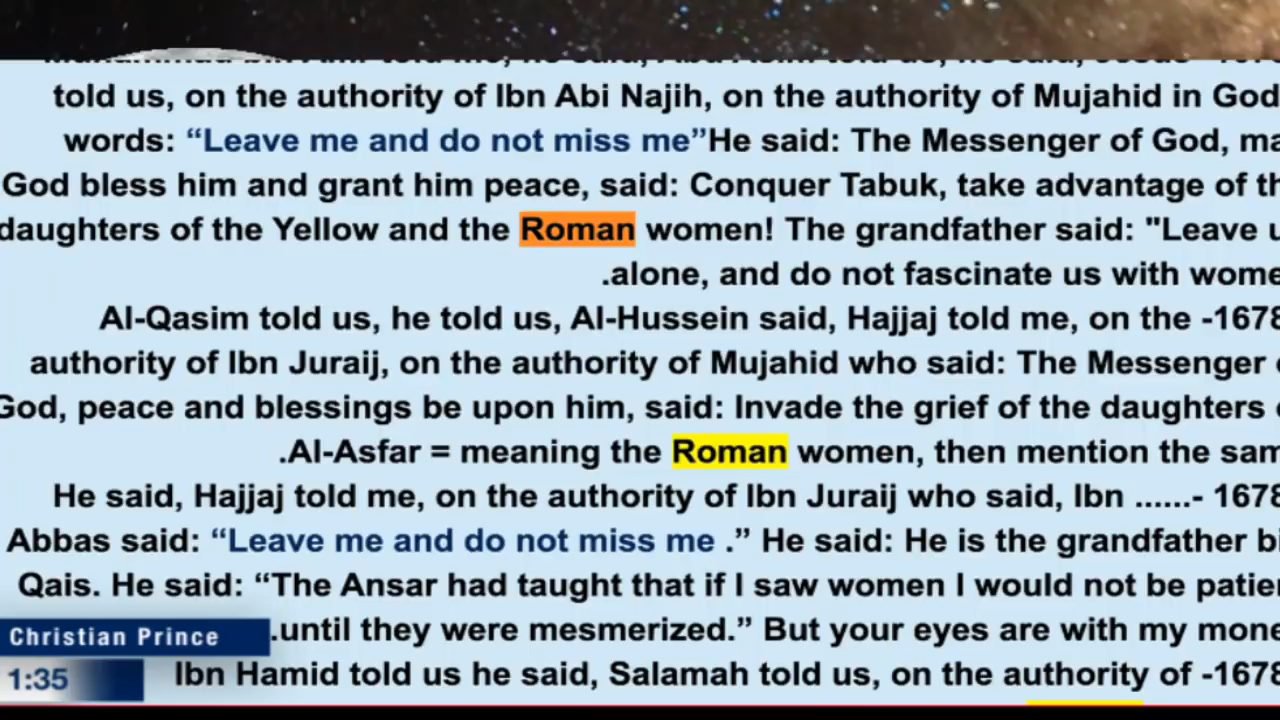 told us, on the authority of Ibn Abi Najih, on the authority of Mujahid in God
words: “Leave me and do not miss me”He said: The Messenger of God,
God bless him and grant him peace, said: Conquer Tabuk, take advantage of
daughters of the Yellow and the Roman women! The grandfather said: "Leave
.alone, and do not fascinate us with
Al-Qasim told us, he told us, Al-Hussein said, Hajjaj told me, on the -1678
authority of Ibn Juraij, on the authority of Mujahid who said: The Messenger
God, peace and blessings be upon him, said: Invade the grief of the daughters
.Al-Asfar = meaning the Roman women, then mention the
He said, Hajjaj told me, on the authority of Ibn Juraij who said, Ibn ......- 1678
Abbas said: “Leave me and do not miss me .” He said: He is the grandfather
Qais. He said: “The Ansar had taught that if I saw women I would not be
.until they were mesmerized.” But your eyes are with my
Ibn Hamid told us he said, Salamah told us, on the authority of -1678
Christian Prince
1:35